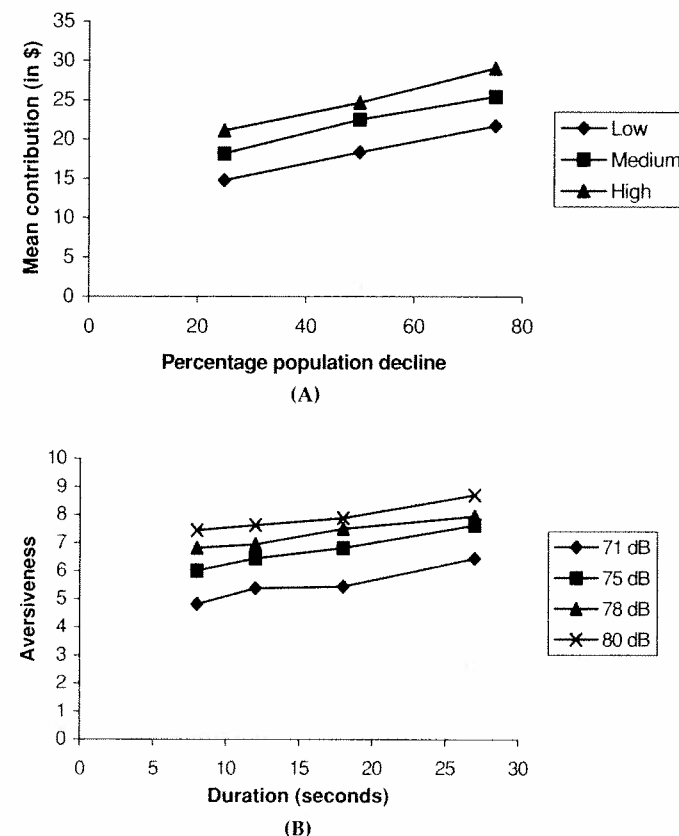 35
30
25
20
15
10
5
0
Mean contribution (in $)
0 20 40 60 80
Percentage population decline
Low
Medium
High
(A)
10
9
8
7
6
5
4
3
2
1
0
Aversiveness
0 5 10 15 20 25 30
Duration (seconds)
71 dB
75 dB
78 dB
80 dB
(B)